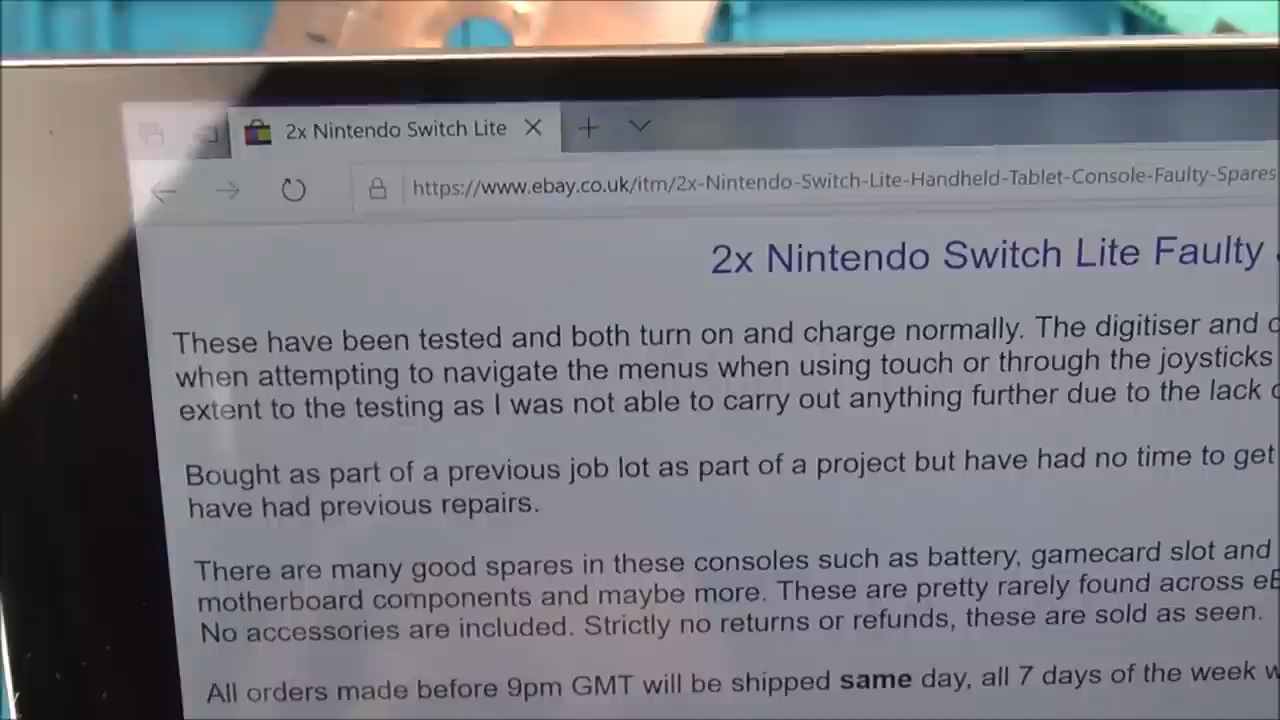 2x Nintendo Switch Lite
https://www.ebay.co.uk/itm/2x-Nintendo-Switch-Lite-Handheld-Tablet-Console-Faulty-Spares
2x Nintendo Switch Lite Faulty
These have been tested and both turn on and charge normally. The digitiser and
when attempting to navigate the menus when using touch or through the joysticks
extent to the testing as I was not able to carry out anything further due to the lack
Bought as part of a previous job lot as part of a project but have had no time to get
have had previous repairs.
There are many good spares in these consoles such as battery, gamecard slot and
motherboard components and maybe more. These are pretty rarely found across
No accessories are included. Strictly no returns or refunds, these are sold as seen.
All orders made before 9pm GMT will be shipped same day, all 7 days of the week